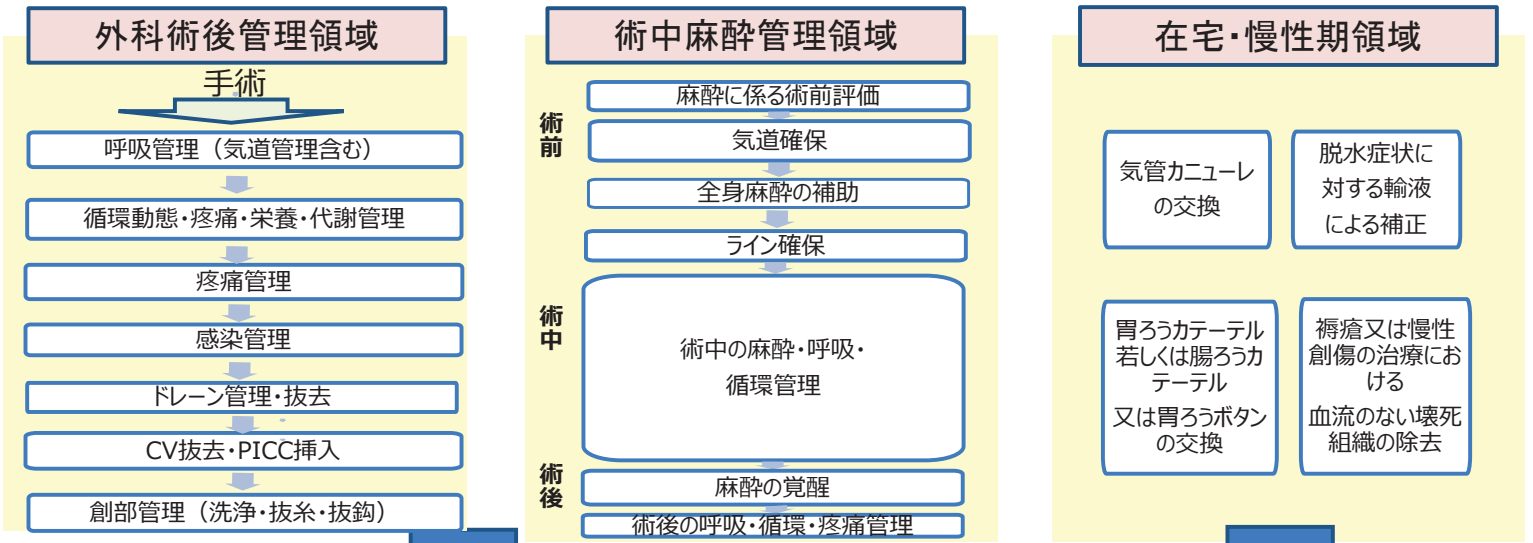 外科術後管理領域
手術
呼吸管理（気道管理含む）
循環動態・疼痛・栄養・代謝管理
疼痛管理
感染管理
ドレーン管理・抜去
CV抜去・PICC挿入
創部管理（洗浄・抜糸・抜鈎）
術中麻酔管理領域
術前
麻酔に係る術前評価
気道確保
全身麻酔の補助
ライン確保
術中
術中の麻酔・呼吸・
循環管理
術後
麻酔の覚醒
術後の呼吸・循環・疼痛管理
在宅・慢性期領域
気管カニューレ
の交換
脱水症状に
対する輸液
による補正
胃ろうカテーテル
若しくは腸ろうカ
テーテル
又は胃ろうボタン
の交換
褥瘡又は慢性
創傷の治療にお
ける
血流のない壊死
組織の除去